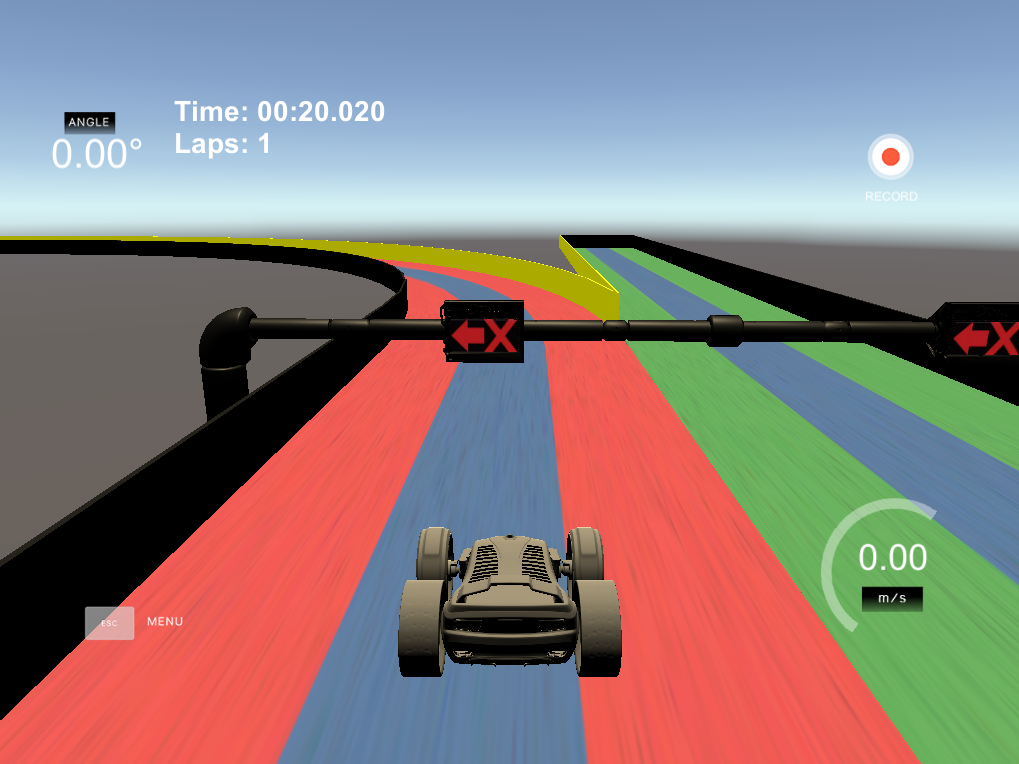 Time: 00:20.020
ANGLE
0.00°
Laps: 1
RECORD
X
X
0.00
m/s
ESC
MENU